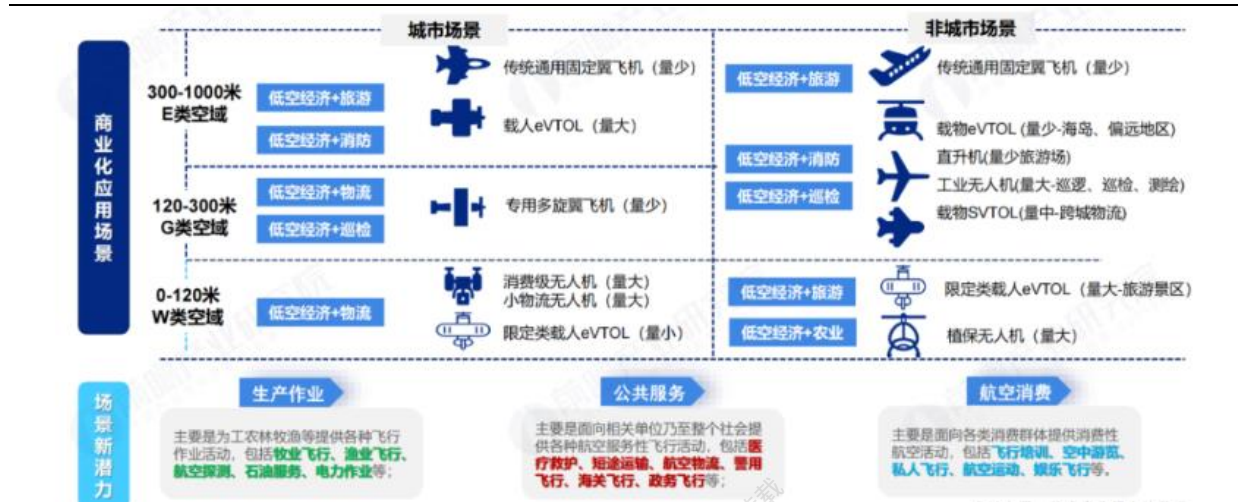 城市场景
非城市场景
商业化应用场景
300-1000米
E类空域
低空经济+旅游
低空经济+消防
传统通用固定翼飞机（量少）
载人eVTOL（量大）
低空经济+旅游
传统通用固定翼飞机（量少）
120-300米
G类空域
低空经济+物流
低空经济+巡检
专用多旋翼飞机（量少）
低空经济+消防
低空经济+巡检
载物eVTOL (量少-海岛、偏远地区)
直升机(量少旅游场)
工业无人机(量大-巡逻、巡检、测绘)
载物SVTOL(量中-跨城物流)
0-120米
W类空域
低空经济+物流
消费级无人机（量大）
小物流无人机（量大）
限定类载人eVTOL（量小）
低空经济+旅游
低空经济+农业
限定类载人eVTOL（量大-旅游景区）
植保无人机（量大）
场景新潜力
生产作业
主要是为工农林牧渔等提供各种飞行
作业活动，包括牧业飞行、渔业飞行、
航空探测、石油服务、电力作业等；
公共服务
主要是面向相关单位乃至整个社会提
供各种航空服务性飞行活动，包括医
疗救护、短途运输、航空物流、警用
飞行、海关飞行、政务飞行等；
航空消费
主要是面向各类消费群体提供消费性
航空活动，包括飞行培训、空中游览、
私人飞行、航空运动、娱乐飞行等。